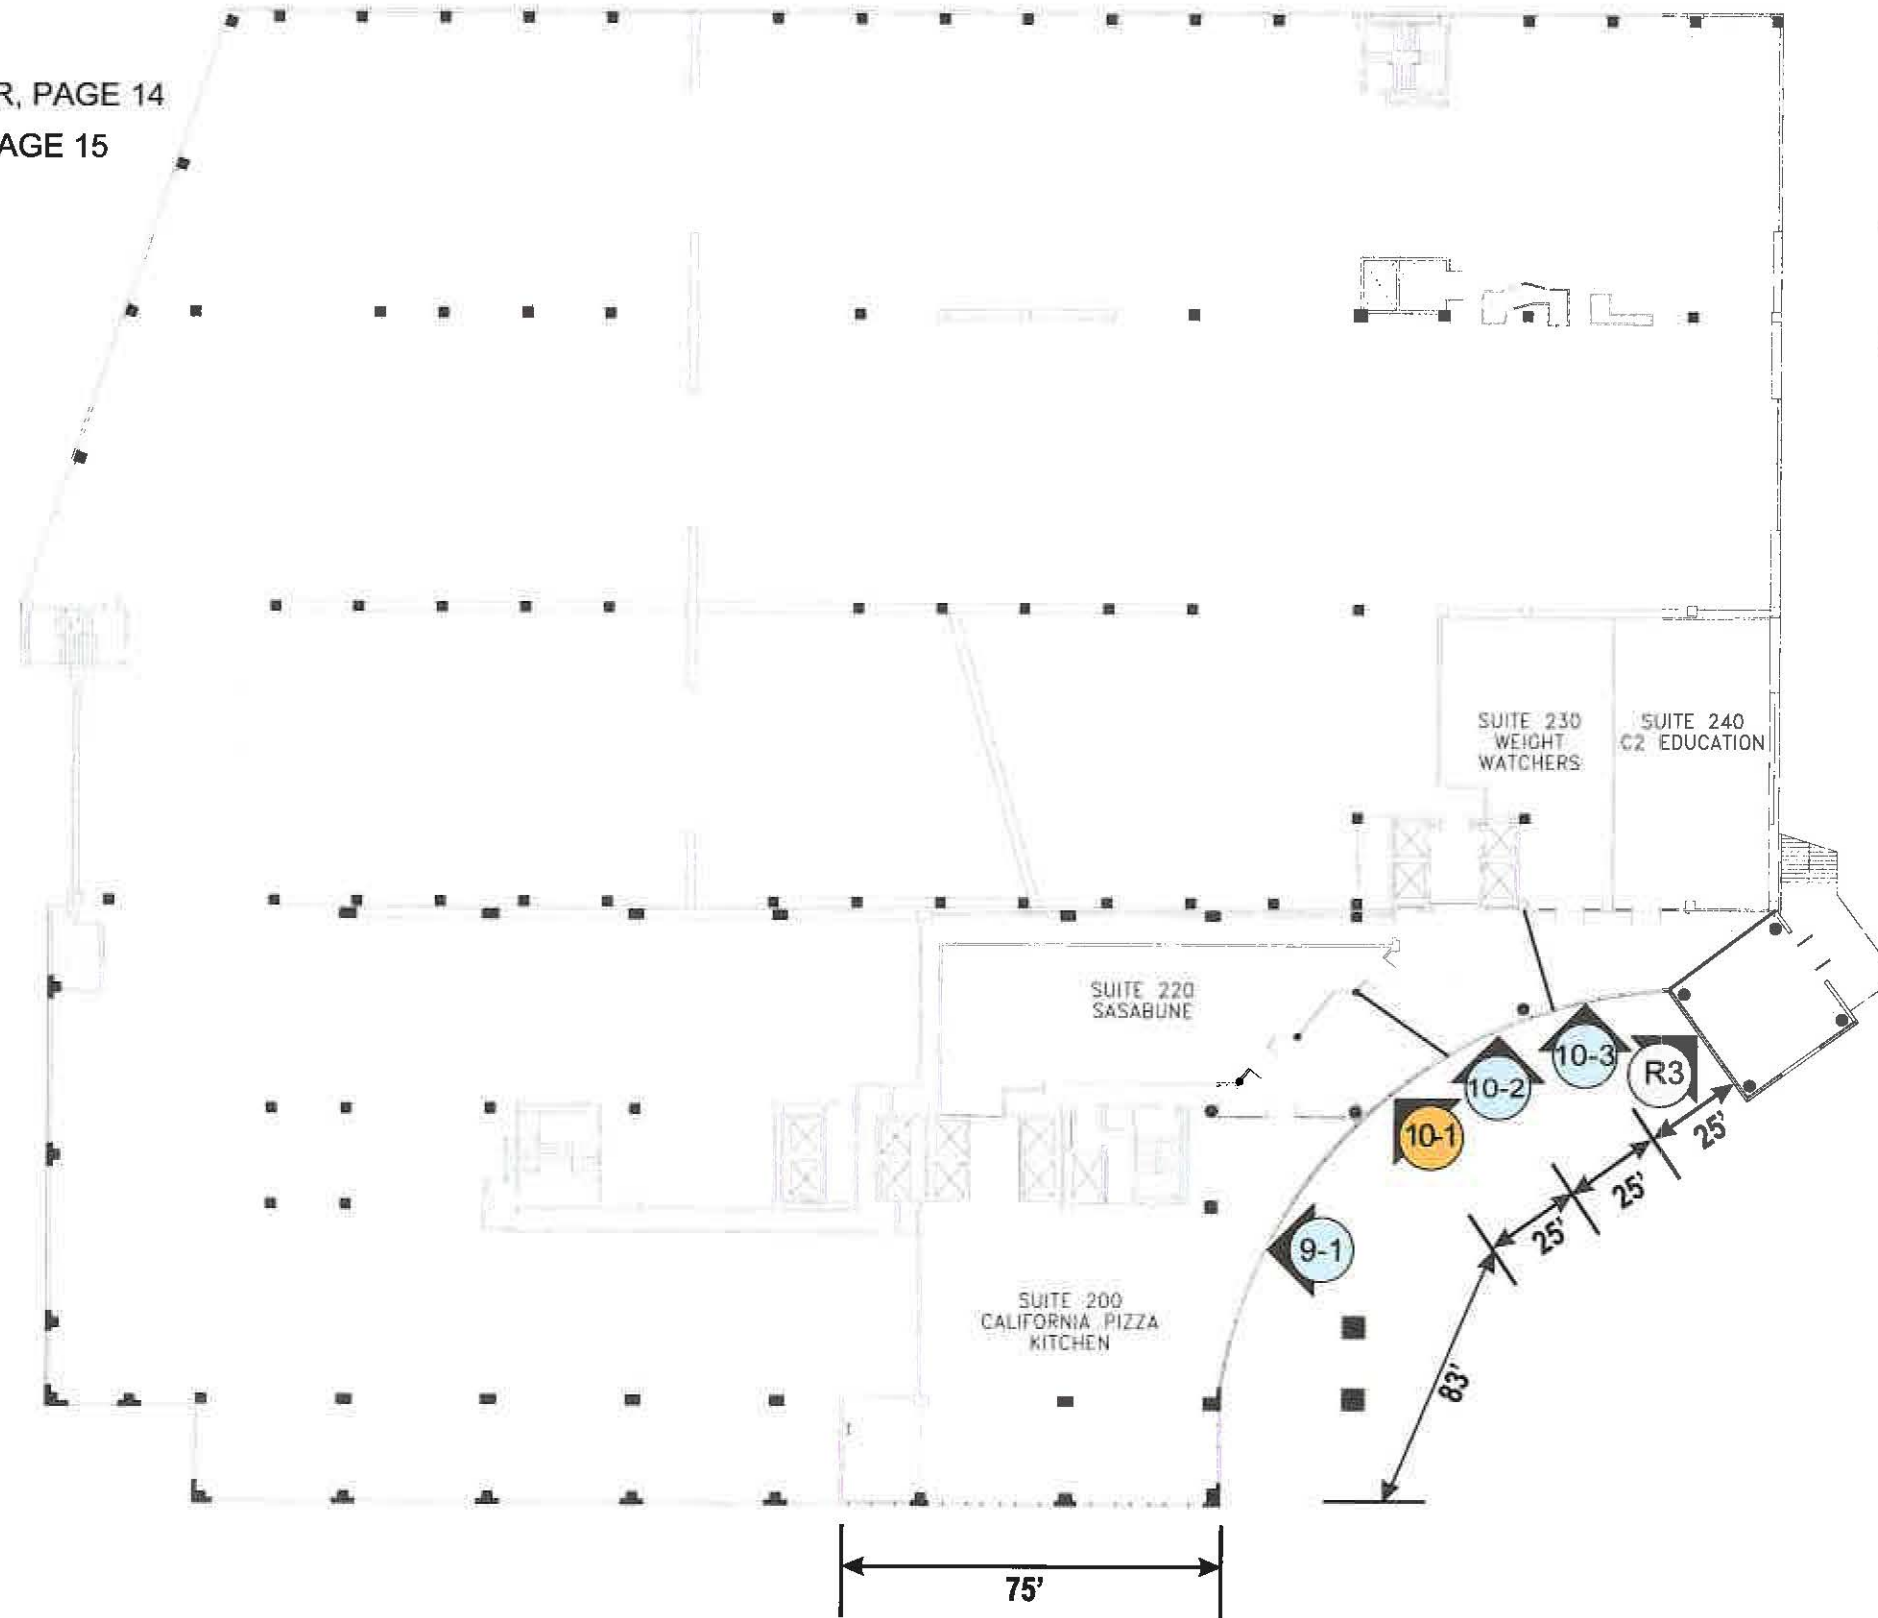 R, PAGE 14
AGE 15
SUITE 230
WEIGHT
WATCHERS
SUITE 240
C2 EDUCATION
SUITE 220
SASABUNE
10-3
R3
10-2
10-1
25'
25'
25'
9-1
SUITE 200
CALIFORNIA PIZZA
KITCHEN
83'
75'